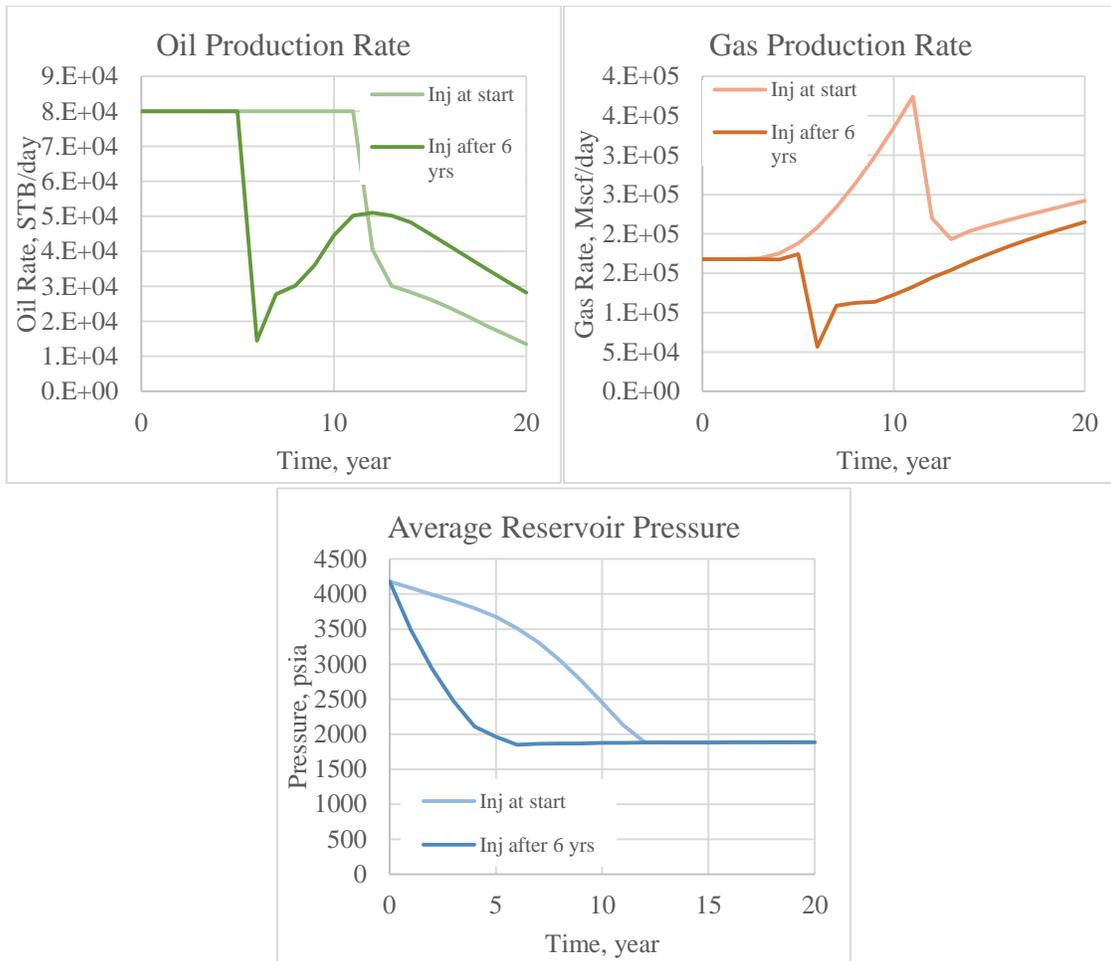 Oil Production Rate
Oil Rate, STB/day
9.E+04
8.E+04
7.E+04
6.E+04
5.E+04
4.E+04
3.E+04
2.E+04
1.E+04
0.E+00
Inj at start
Inj after 6
yrs
0
10
20
Time, year
Gas Production Rate
Gas Rate, Mscf/day
4.E+05
4.E+05
3.E+05
3.E+05
2.E+05
2.E+05
1.E+05
5.E+04
0.E+00
Inj at start
Inj after 6
yrs
0
10
20
Time, year
Average Reservoir Pressure
Pressure, psia
4500
4000
3500
3000
2500
2000
1500
1000
500
0
Inj at start
Inj after 6 yrs
0
5
10
15
20
Time, year